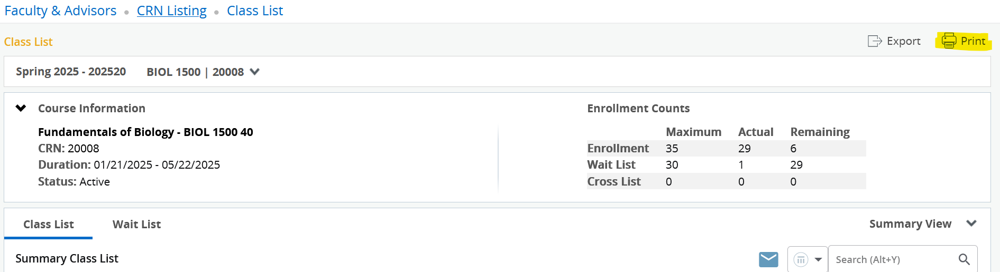 Faculty & Advisors • CRN Listing • Class List
Class List
Export Print
Spring 2025 - 202520 BIOL 1500 | 20008
Course Information
Fundamentals of Biology - BIOL 1500 40
CRN: 20008
Duration: 01/21/2025 - 05/22/2025
Status: Active
Enrollment Counts
Maximum Actual Remaining
Enrollment 35 29 6
Wait List 30 1 29
Cross List 0 0 0
Class List Wait List
Summary View
Summary Class List
Search (Alt+Y)